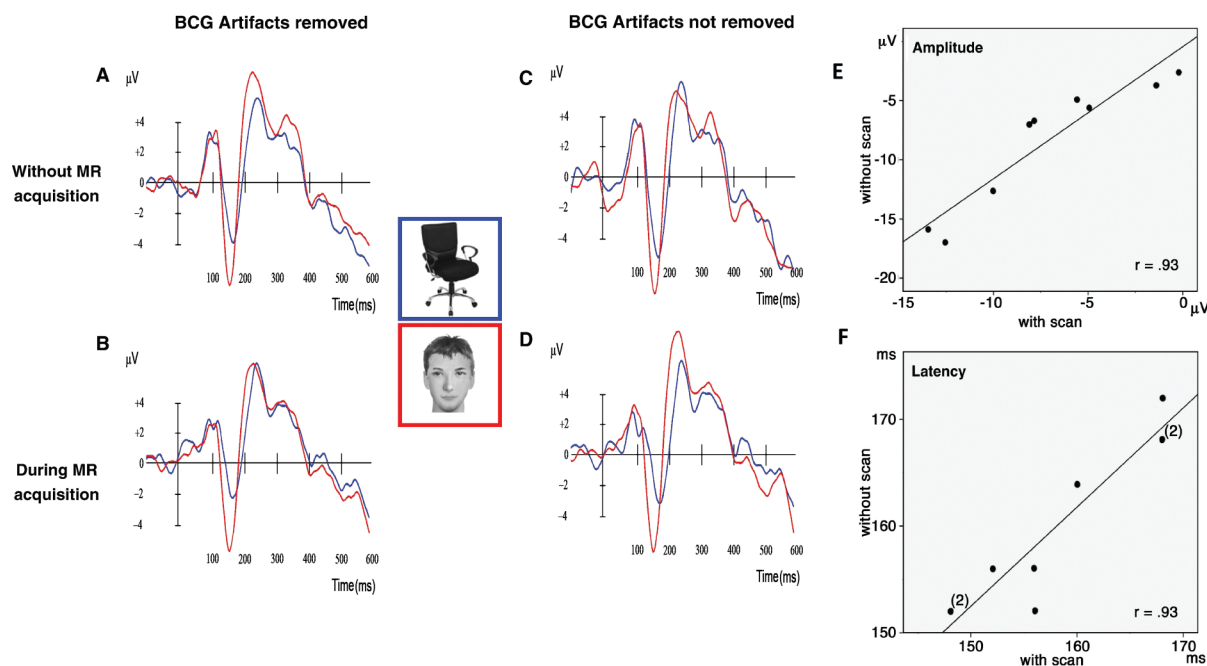 BCG Artifacts removed
BCG Artifacts not removed
Without MR
acquisition
During MR
acquisition
A
μV
+4
+2
0
−2
−4
100 200 300 400 500 600
Time(ms)
B
μV
+4
+2
0
−2
−4
100 200 300 400 500 600
Time(ms)
C
μV
+4
+2
0
−2
−4
100 200 300 400 500 600
Time(ms)
D
μV
+4
+2
0
−2
−4
100 200 300 400 500 600
Time(ms)
E
μV
Amplitude
-5
-10
-15
-20
without scan
r = .93
-15 -10 -5 0 μV
with scan
F
ms
Latency
170
160
150
without scan
(2)
(2)
r = .93
150 160 170
ms
with scan